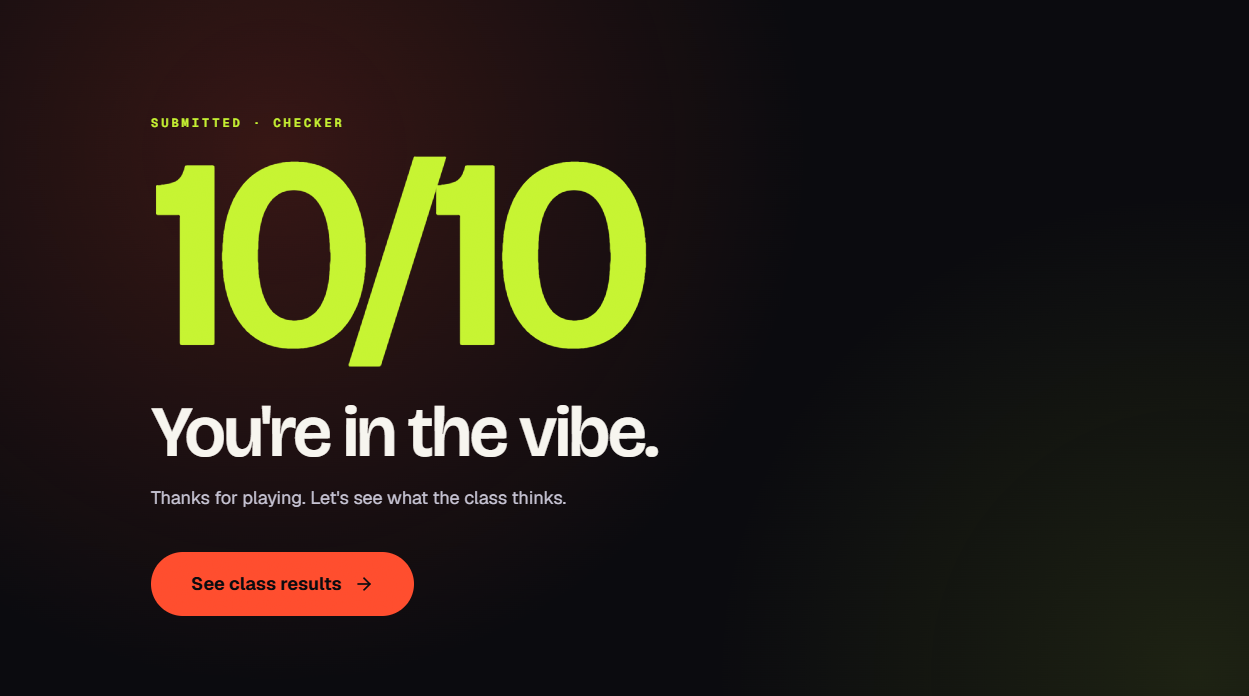 SUBMITTED · CHECKER
10/10
You're in the vibe.
Thanks for playing. Let's see what the class thinks.
See class results →